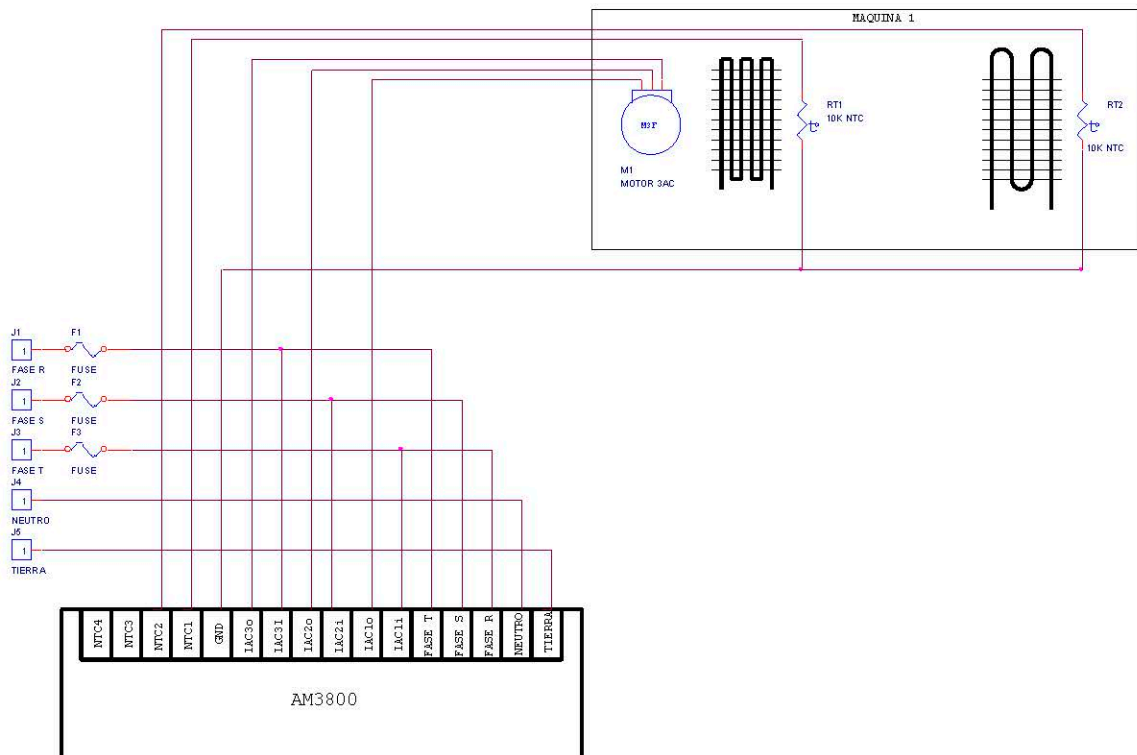 MAQUINA 1
RT1
10K NTC
RT2
10K NTC
M3F
M1
MOTOR 3AC
J1
F1
1
FASE R
FUSE
J2
F2
1
FASE S
FUSE
J3
F3
1
FASE T
FUSE
J4
1
NEUTRO
J5
1
TIERRA
NTC4
NTC3
NTC2
NTC1
GND
IAC3o
IAC3I
IAC2o
IAC2i
IAC1o
IAC1i
FASE T
FASE S
FASE R
NEUTRO
TIERRA
AM3800